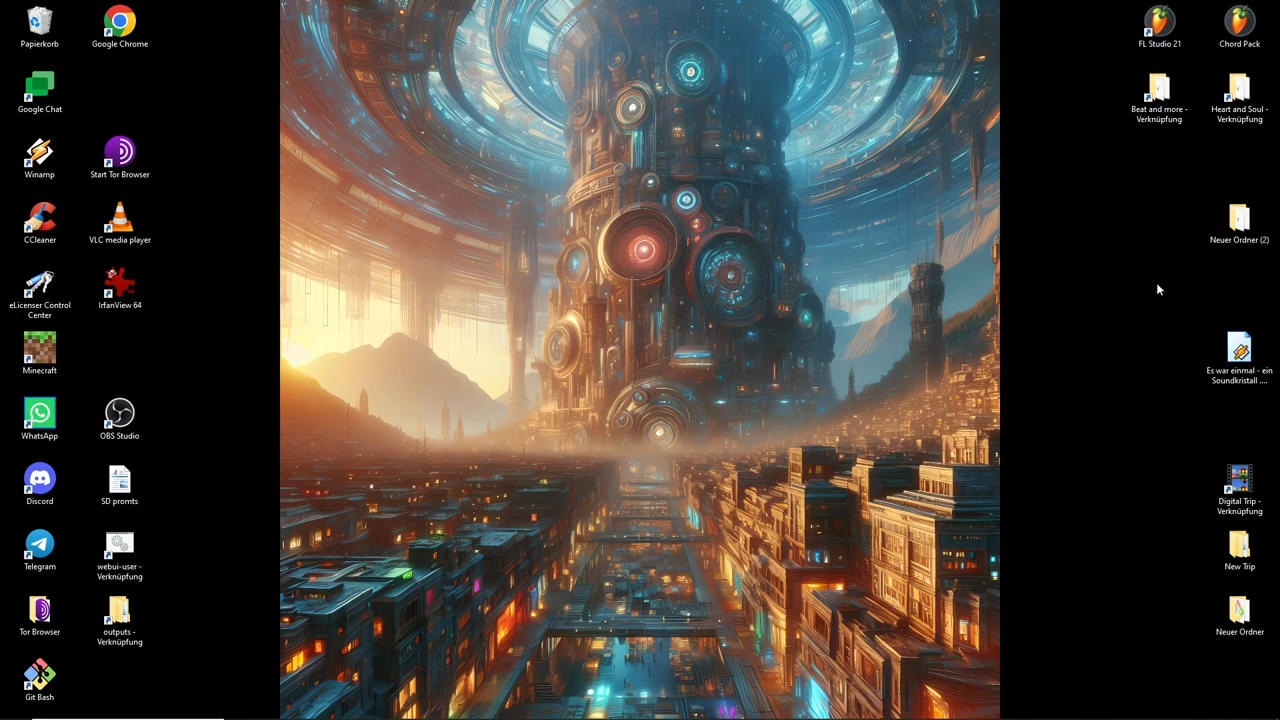 Papierkorb
Google Chrome
FL Studio 21
Chord Pack
Google Chat
Beat and more -
Verknüpfung
Heart and Soul -
Verknüpfung
Winamp
Start Tor Browser
CCleaner
VLC media player
Neuer Ordner (2)
eLicenser Control
Center
IrfanView 64
Minecraft
Es war einmal - ein
Soundkristall ....
WhatsApp
OBS Studio
Discord
SD promts
Digital Trip -
Verknüpfung
Telegram
webui-user -
Verknüpfung
New Trip
Tor Browser
outputs -
Verknüpfung
Neuer Ordner
Git Bash